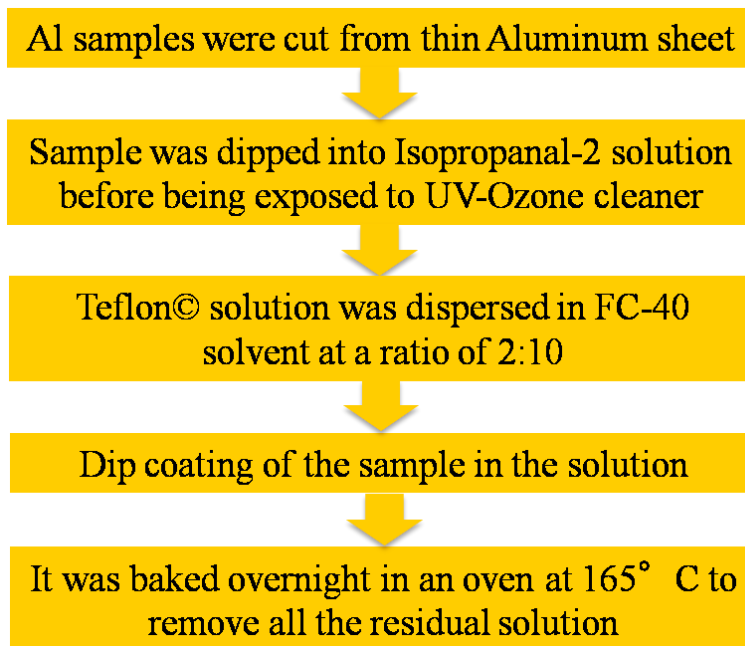 Al samples were cut from thin Aluminum sheet
Sample was dipped into Isopropanal-2 solution
before being exposed to UV-Ozone cleaner
Teflon© solution was dispersed in FC-40
solvent at a ratio of 2:10
Dip coating of the sample in the solution
It was baked overnight in an oven at 165° C to
remove all the residual solution